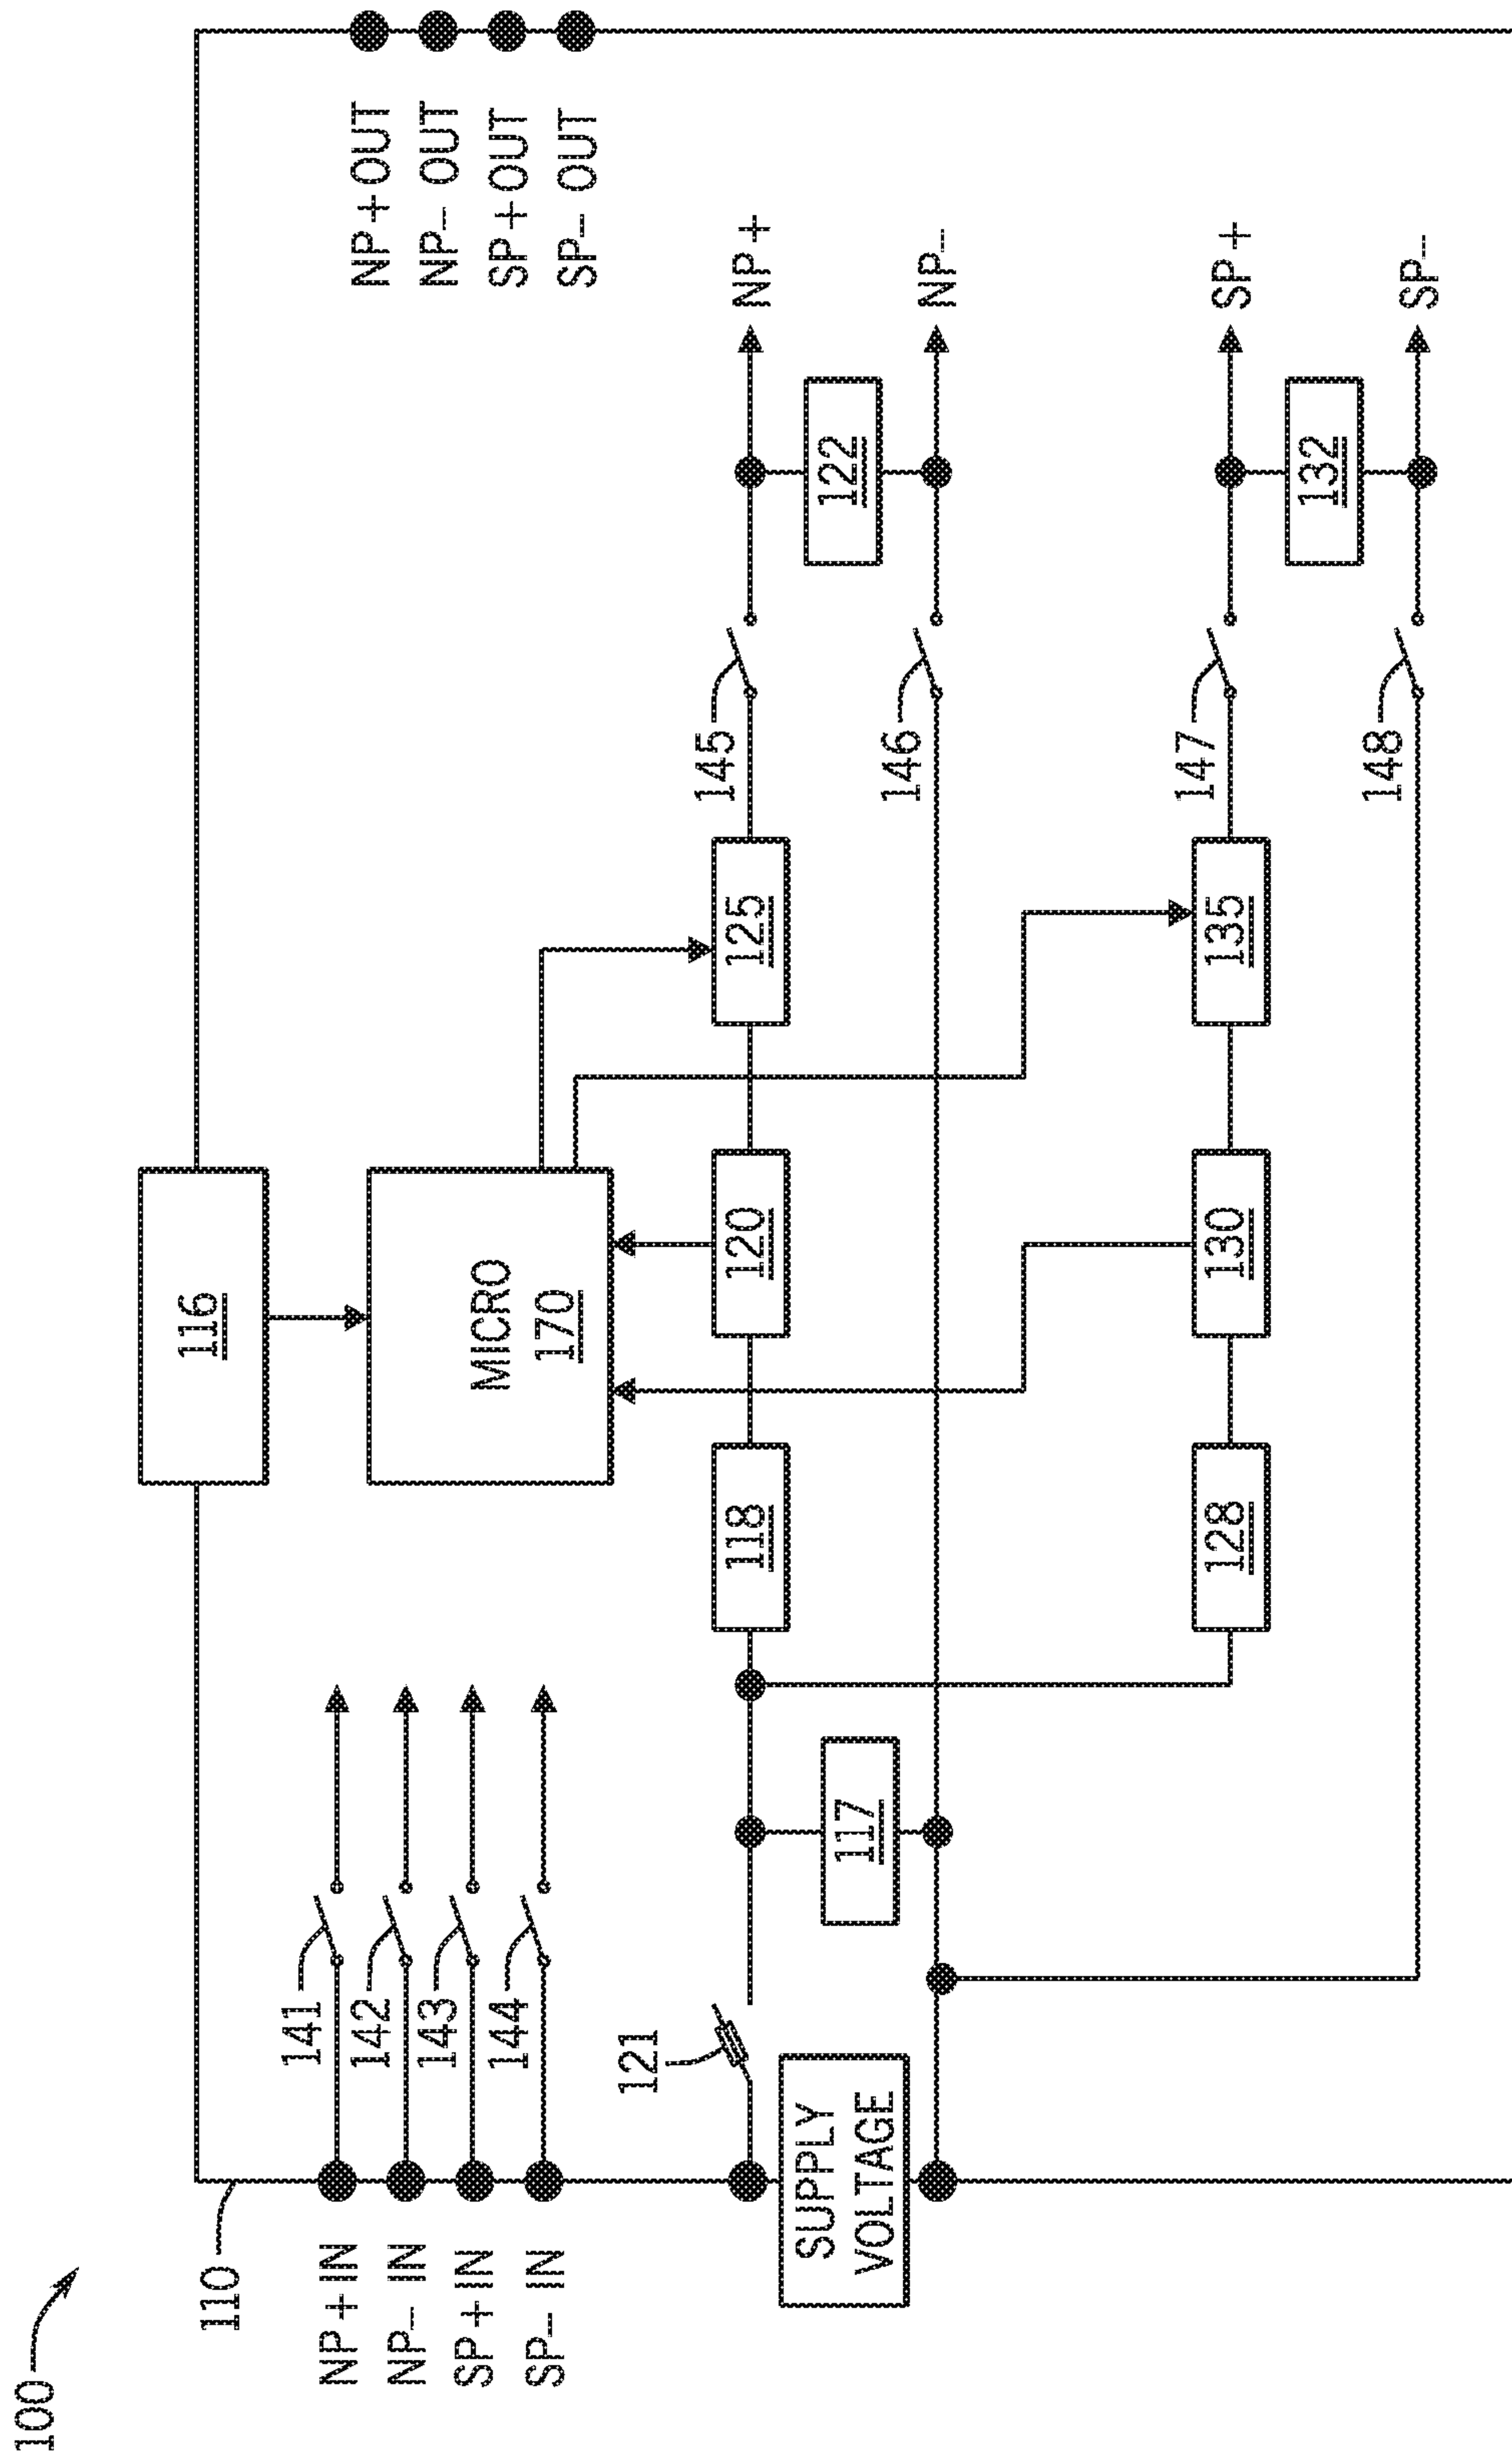 100
110
116
NP+OUT
NP- OUT
SP+OUT
SP- OUT
NP+IN
NP- IN
SP+IN
SP- IN
141
142
143
144
MICRO
170
121
SUPPLY
VOLTAGE
117
118
120
125
145
NP+
122
146
NP-
128
130
135
147
SP+
132
148
SP-